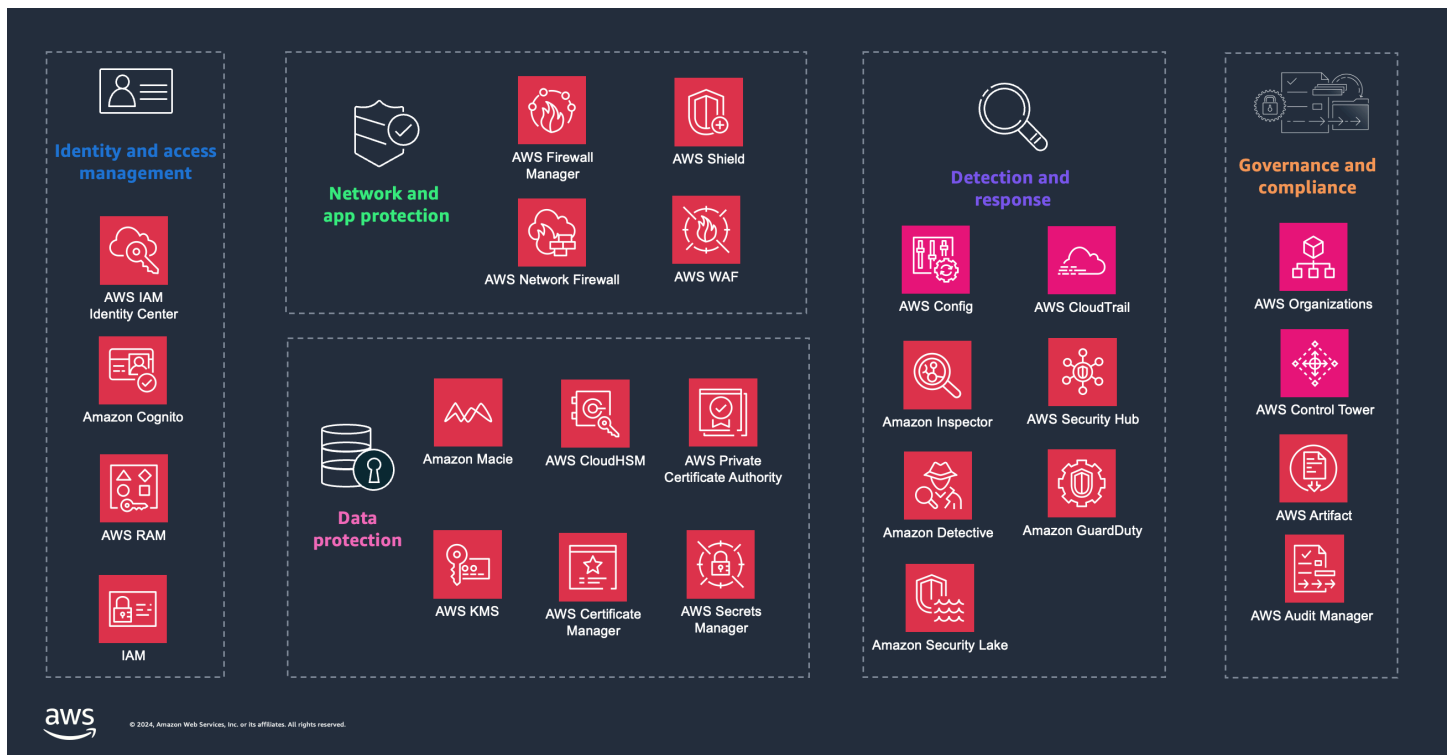 Identity and access
management
AWS IAM
Identity Center
Amazon Cognito
AWS RAM
IAM
Network and
app protection
AWS Firewall
Manager
AWS Shield
AWS Network Firewall
AWS WAF
Data
protection
Amazon Macie
AWS CloudHSM
AWS Private
Certificate Authority
AWS KMS
AWS Certificate
Manager
AWS Secrets
Manager
Detection and
response
AWS Config
AWS CloudTrail
Amazon Inspector
AWS Security Hub
Amazon Detective
Amazon GuardDuty
Amazon Security Lake
Governance and
compliance
AWS Organizations
AWS Control Tower
AWS Artifact
AWS Audit Manager
aws
© 2024, Amazon Web Services, Inc. or its affiliates. All rights reserved.